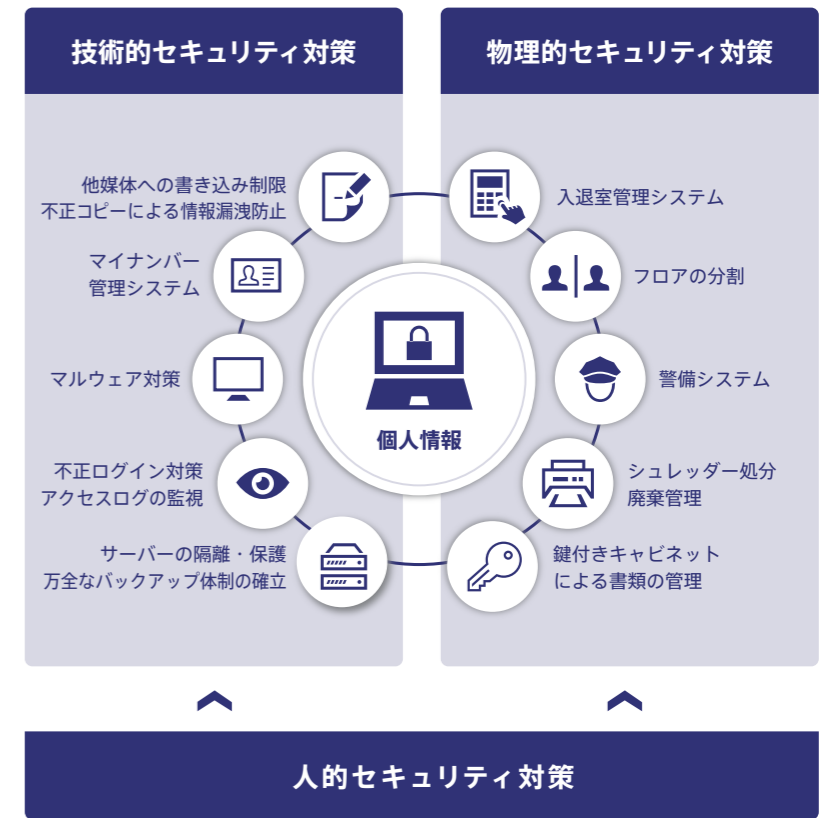 技術的セキュリティ対策
他媒体への書き込み制限
不正コピーによる情報漏洩防止
マイナンバー
管理システム
マルウェア対策
不正ログイン対策
アクセスログの監視
サーバーの隔離・保護
万全なバックアップ体制の確立
個人情報
物理的セキュリティ対策
入退室管理システム
フロアの分割
警備システム
シュレッダー処分
廃棄管理
鍵付きキャビネット
による書類の管理
人的セキュリティ対策